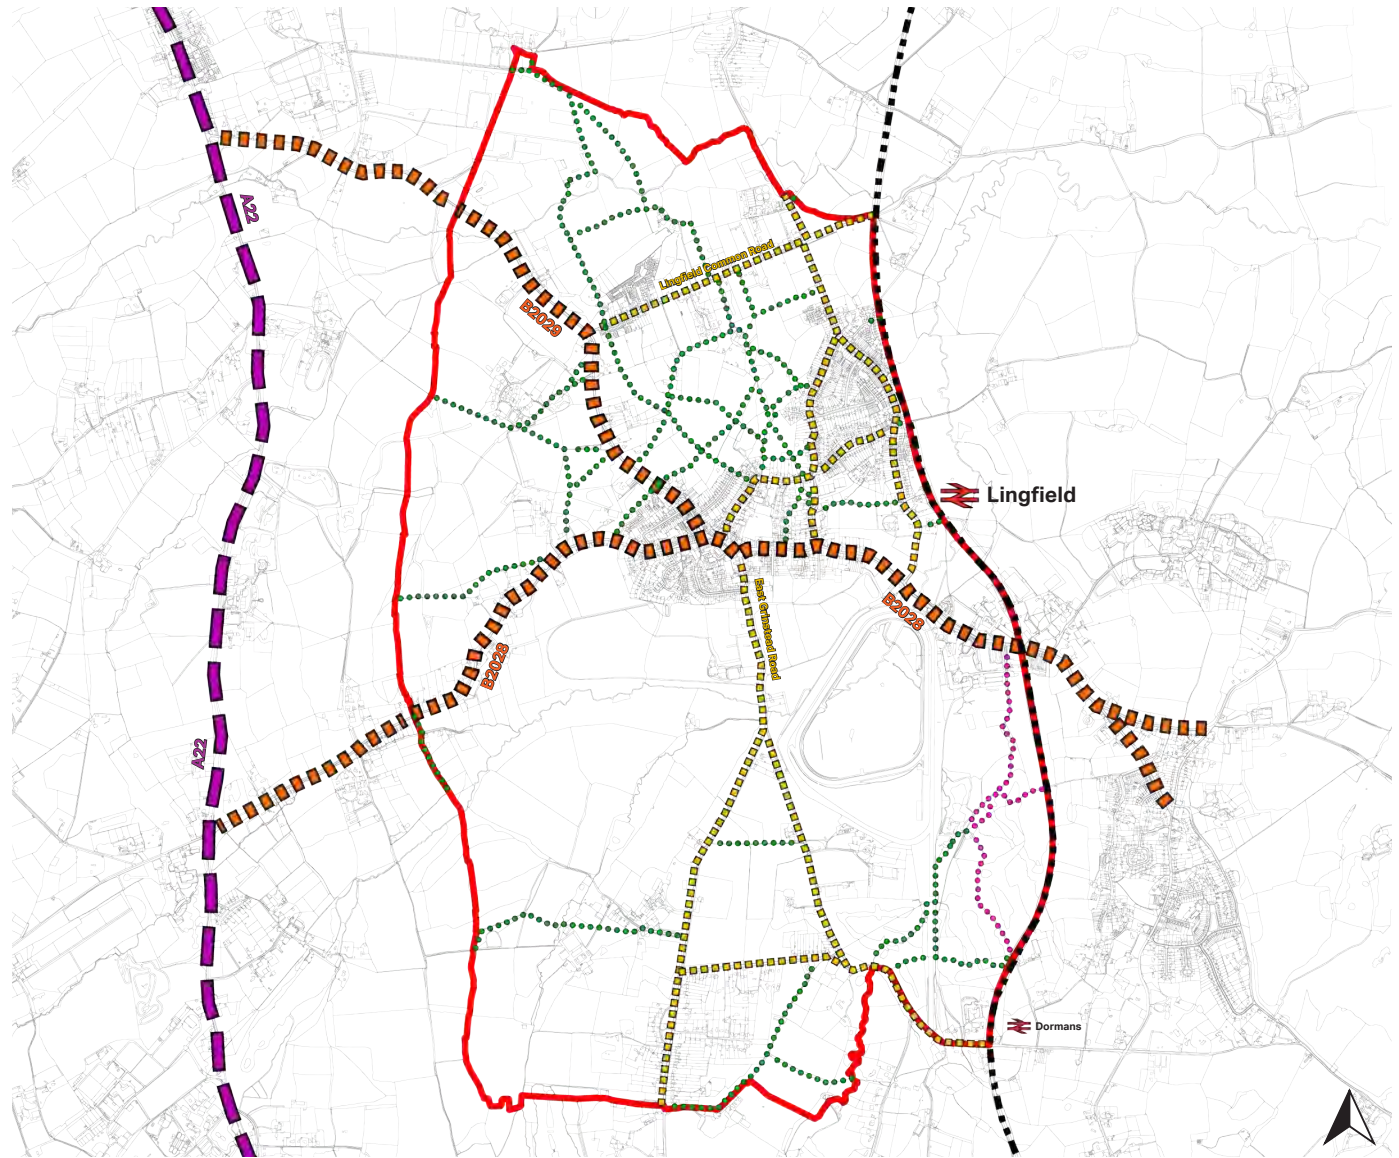 A22
Lingfield Common Road
B2029
Lingfield
East Grinstead Road
B2028
B2028
A22
Dormans